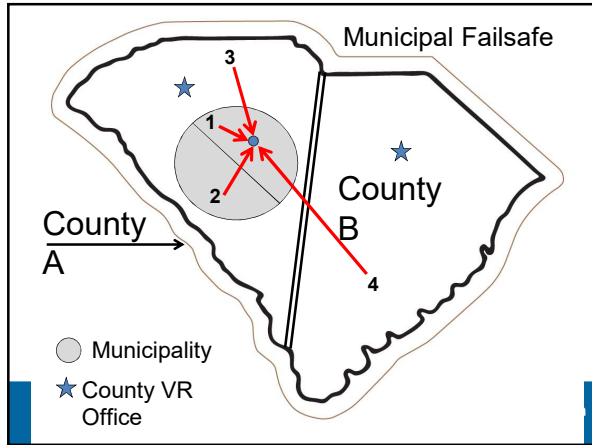 Municipal Failsafe
3
1
2
County
B
County
A
4
Municipality
County VR
Office